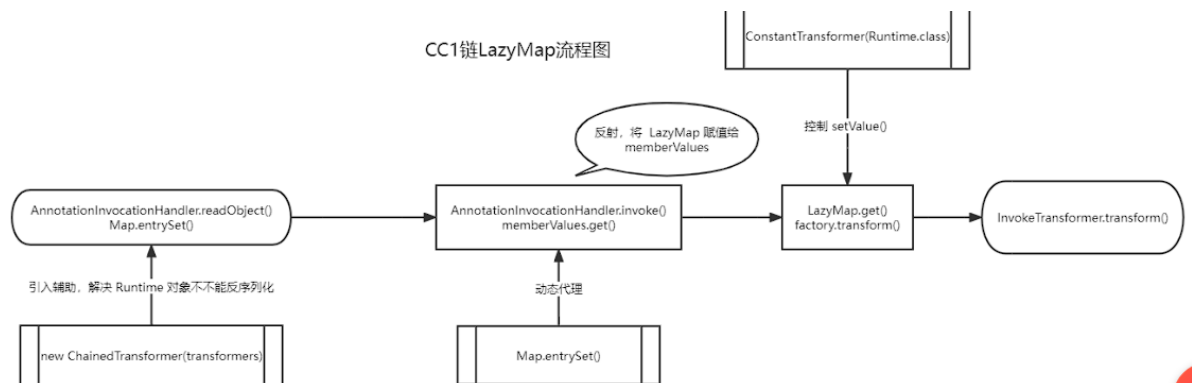 CC1链LazyMap流程图
ConstantTransformer(Runtime.class)
控制 setValue()
反射，将 LazyMap 赋值给
memberValues
AnnotationInvocationHandler.readObject()
Map.entrySet()
AnnotationInvocationHandler.invoke()
memberValues.get()
LazyMap.get()
factory.transform()
InvokeTransformer.transform()
引入辅助，解决 Runtime 对象不不能反序列化
动态代理
new ChainedTransformer(transformers)
Map.entrySet()